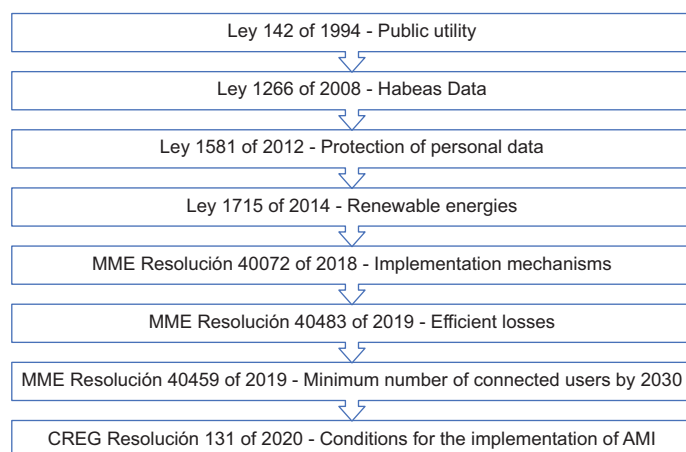 Ley 142 of 1994 - Public utility
Ley 1266 of 2008 - Habeas Data
Ley 1581 of 2012 - Protection of personal data
Ley 1715 of 2014 - Renewable energies
MME Resolución 40072 of 2018 - Implementation mechanisms
MME Resolución 40483 of 2019 - Efficient losses
MME Resolución 40459 of 2019 - Minimum number of connected users by 2030
CREG Resolución 131 of 2020 - Conditions for the implementation of AMI